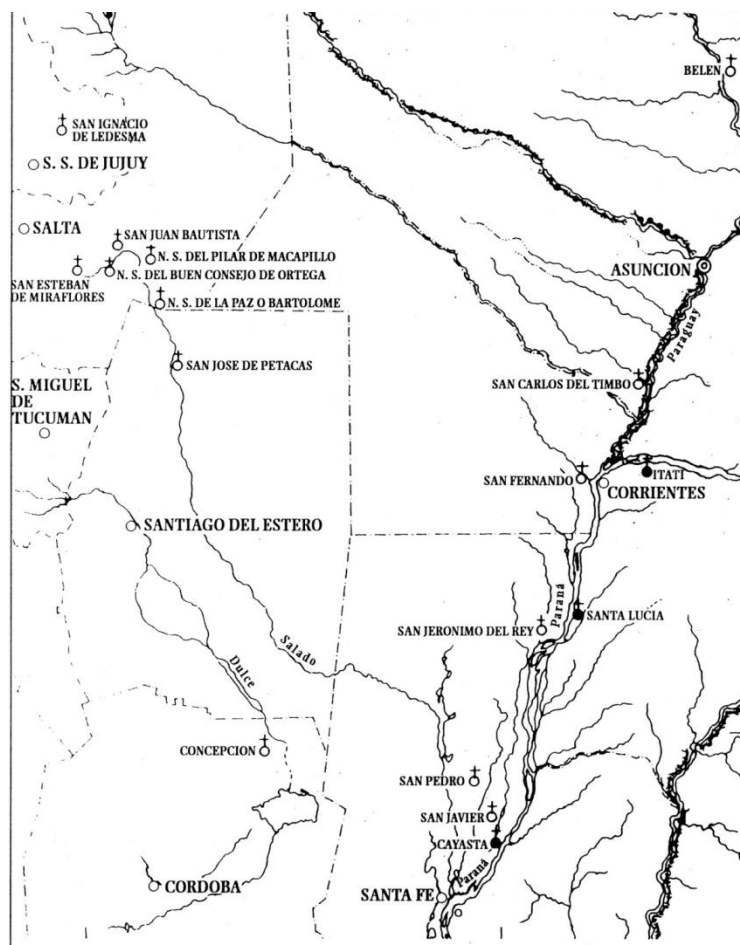 BELEN
SAN IGNACIO
DE LEDESMA
S. S. DE JUJUY
SALTA
SAN JUAN BAUTISTA
N. S. DEL PILAR DE MACAPILLO
ASUNCION
N. S. DEL BUEN CONSEJO DE ORTEGA
SAN ESTEBAN
DE MIRAFLORES
N. S. DE LA PAZ O BARTOLOME
Paraguay
SAN JOSE DE PETACAS
SAN CARLOS DEL TIMBO
S. MIGUEL
DE
TUCUMAN
ITATI
SAN FERNANDO
CORRIENTES
SANTIAGO DEL ESTERO
Paraná
SANTA LUCIA
SAN JERONIMO DEL REY
Salado
Dulce
CONCEPCION
SAN PEDRO
SAN JAVIER
CAYASTA
Paraná
CORDOBA
SANTA FE